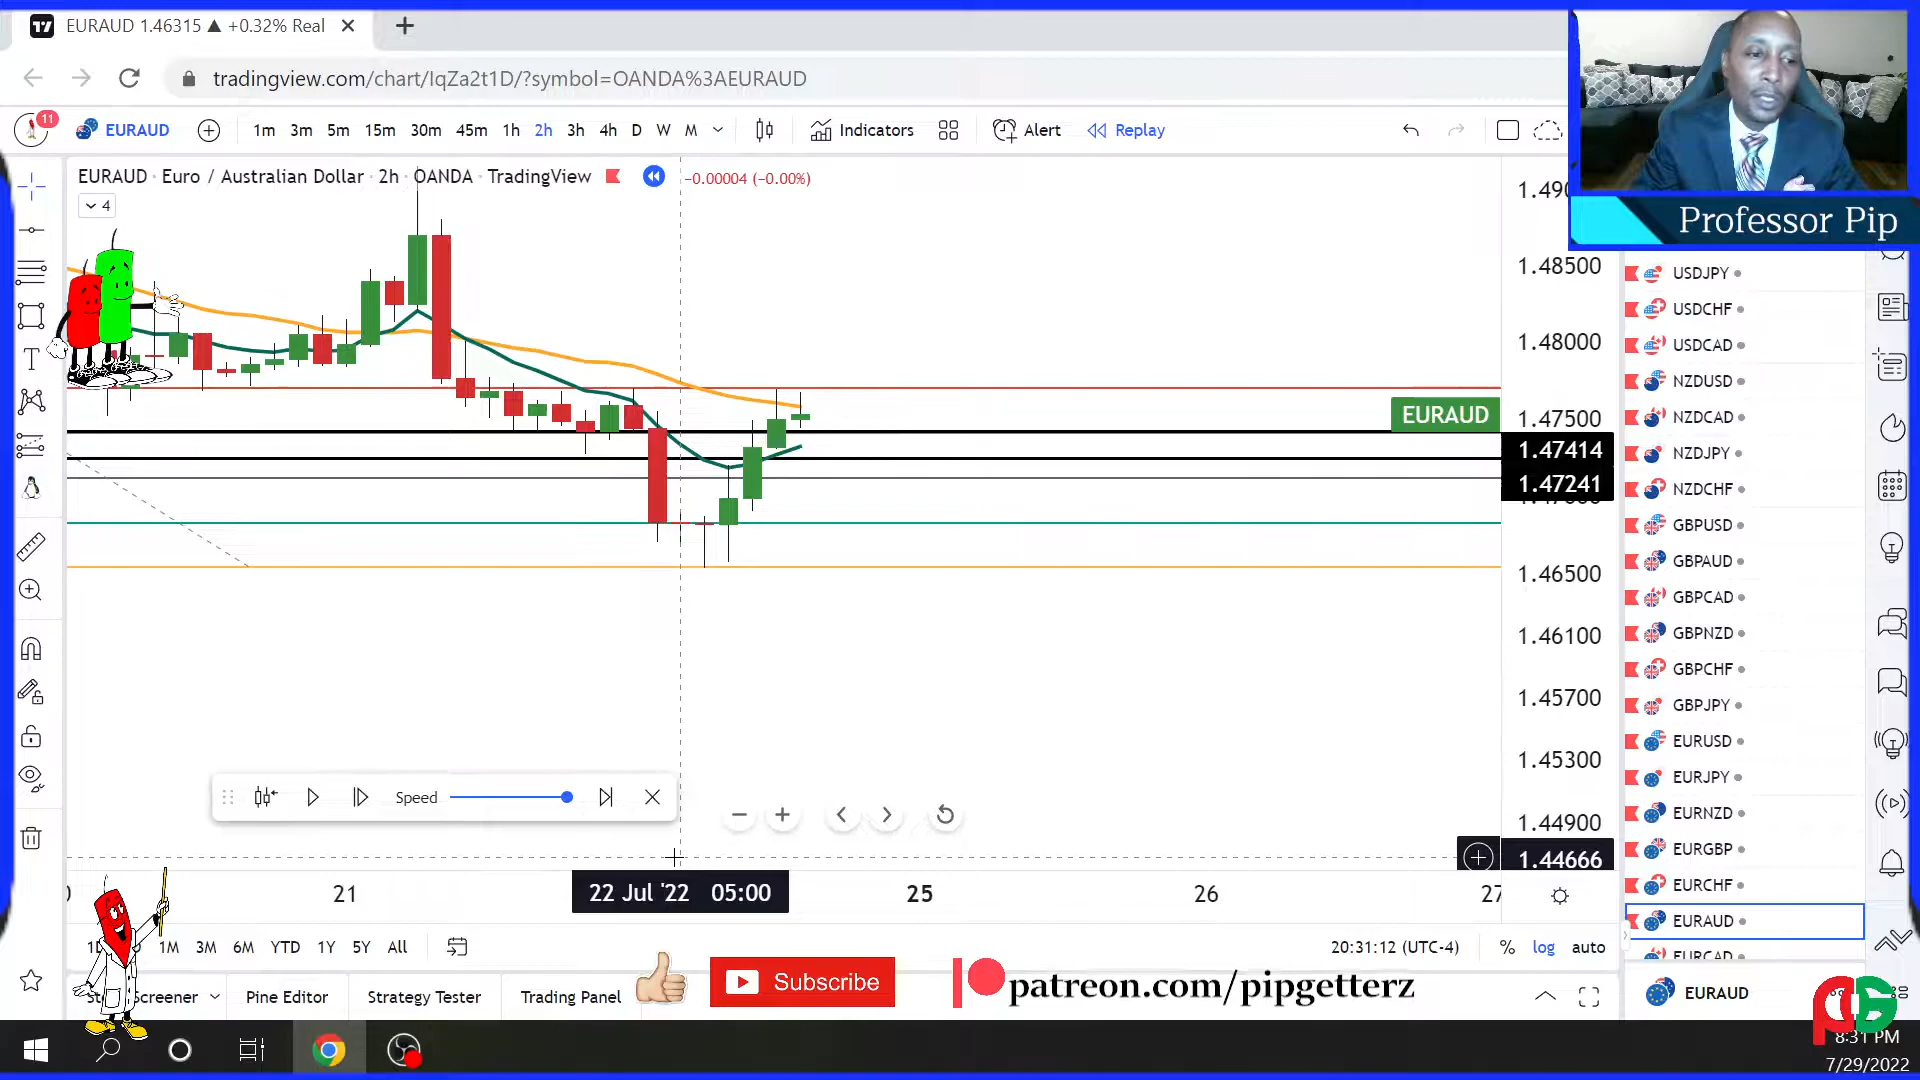 EURAUD 1.46315 ▲ +0.32% Real
tradingview.com/chart/IqZa2t1D/?symbol=OANDA%3AEURAUD
11
EURAUD
1m 3m 5m 15m 30m 45m 1h 2h 3h 4h D W M
Indicators
Alert
Replay
EURAUD · Euro / Australian Dollar · 2h · OANDA · TradingView
−0.00004 (−0.00%)
4
Professor Pip
1.48500
1.48000
1.47500
EURAUD
1.47414
1.47241
1.46500
1.46100
1.45700
1.45300
1.44900
1.44666
USDJPY
USDCHF
USDCAD
NZDUSD
NZDCAD
NZDJPY
NZDCHF
GBPUSD
GBPAUD
GBPCAD
GBPNZD
GBPCHF
GBPJPY
EURUSD
EURJPY
EURNZD
EURGBP
EURCHF
EURAUD
EURCAD
Speed
21
22 Jul '22 05:00
25
26
27
1M 3M 6M YTD 1Y 5Y All
20:31:12 (UTC-4)
% log auto
Screener
Pine Editor
Strategy Tester
Trading Panel
Subscribe
patreon.com/pipgetterz
EURAUD
8:31 PM
7/29/2022